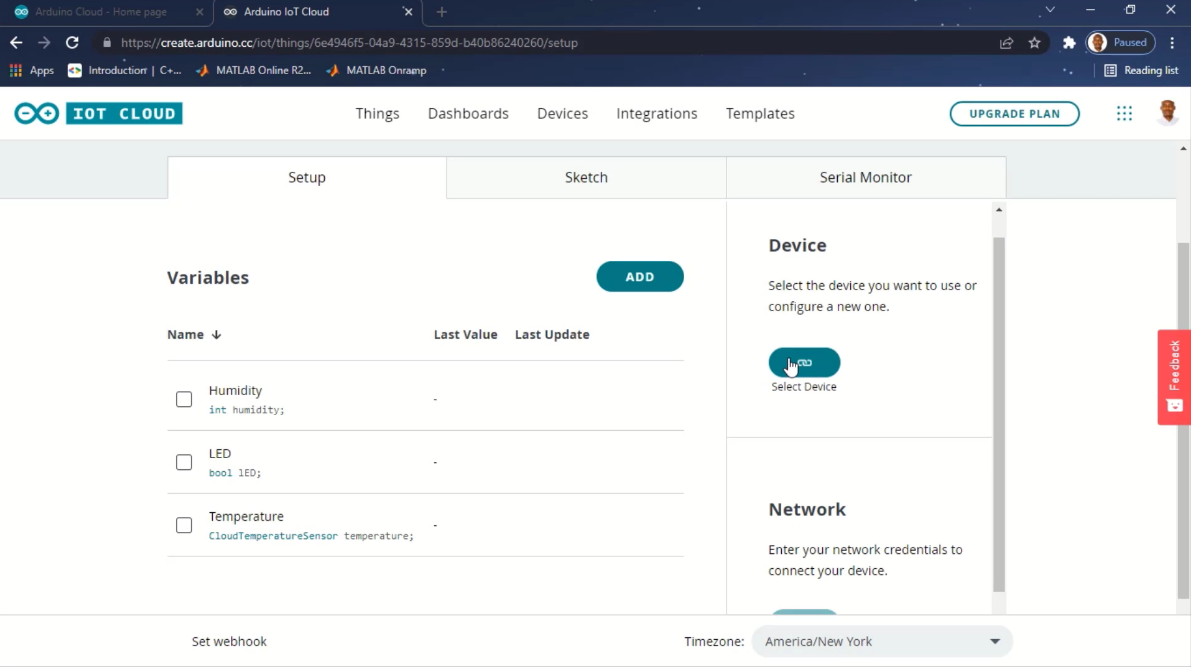 Arduino Cloud - Home page
Arduino IoT Cloud
https://create.arduino.cc/iot/things/6e4946f5-04a9-4315-859d-b40b86240260/setup
Paused
Apps
Introduction | C+...
MATLAB Online R2...
MATLAB Onramp
Reading list
IOT CLOUD
Things
Dashboards
Devices
Integrations
Templates
UPGRADE PLAN
Setup
Sketch
Serial Monitor
Variables
ADD
Name
Last Value
Last Update
Humidity
int humidity;
-
LED
bool lED;
-
Temperature
CloudTemperatureSensor temperature;
-
Device
Select the device you want to use or
configure a new one.
Select Device
Network
Enter your network credentials to
connect your device.
Feedback
Set webhook
Timezone:
America/New York